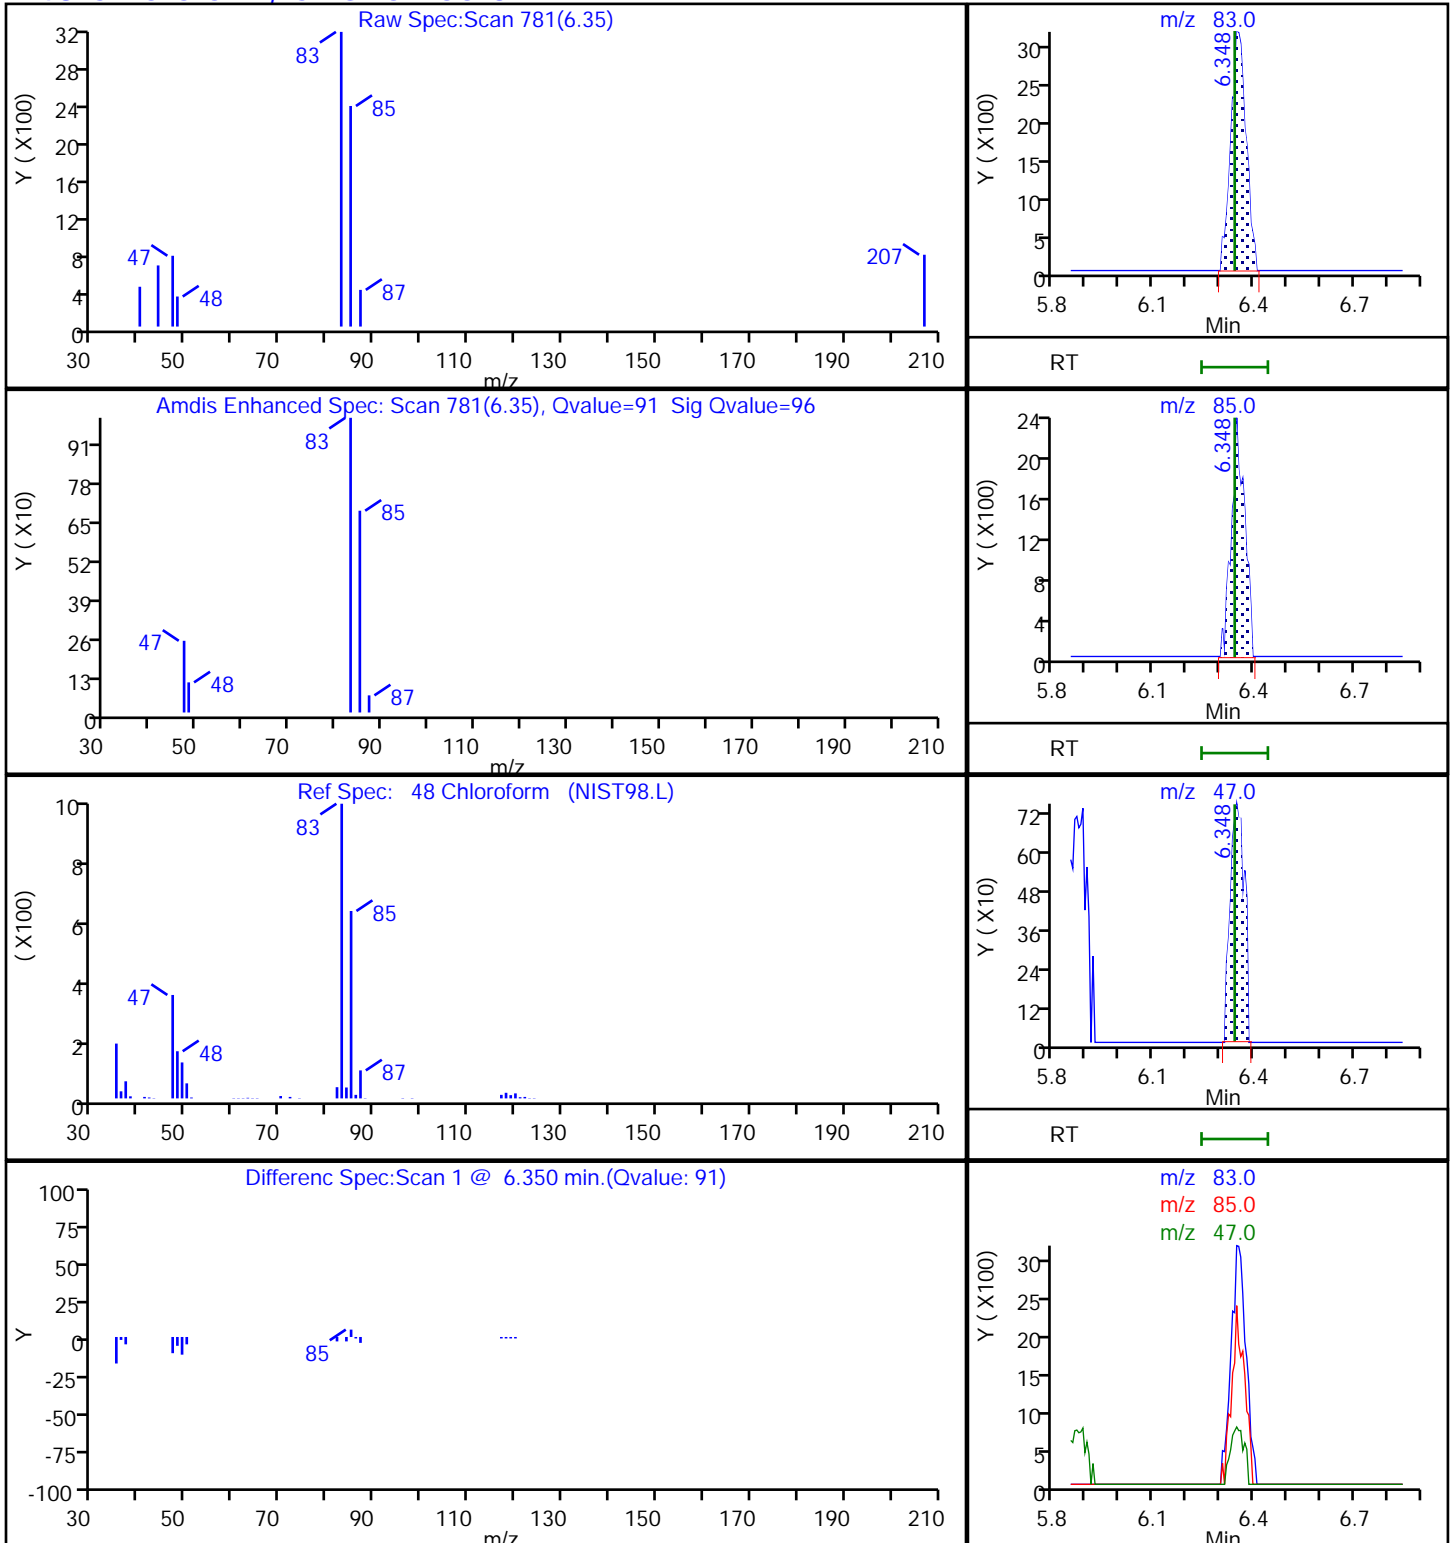 Raw Spec:Scan 781(6.35)
Y ( X100)
32
28
24
20
16
12
8
4
0
83
85
47
48
87
207
30 50 70 90 110 130 150 170 190 210
m/z
m/z 83.0
Y ( X100)
30
25
20
15
10
5
0
6.348
5.8 6.1 6.4 6.7
Min
RT
Amdis Enhanced Spec: Scan 781(6.35), Qvalue=91 Sig Qvalue=96
Y ( X10)
91
78
65
52
39
26
13
0
83
85
47
48
87
30 50 70 90 110 130 150 170 190 210
m/z
m/z 85.0
Y ( X100)
24
20
16
12
8
4
0
6.348
5.8 6.1 6.4 6.7
Min
RT
Ref Spec: 48 Chloroform (NIST98.L)
( X100)
10
8
6
4
2
0
83
85
47
48
87
30 50 70 90 110 130 150 170 190 210
m/z 47.0
Y ( X10)
72
60
48
36
24
12
0
6.348
5.8 6.1 6.4 6.7
Min
RT
Differenc Spec:Scan 1 @ 6.350 min.(Qvalue: 91)
Y
100
75
50
25
0
-25
-50
-75
-100
85
30 50 70 90 110 130 150 170 190 210
m/z
m/z 83.0
m/z 85.0
m/z 47.0
Y ( X100)
30
25
20
15
10
5
0
5.8 6.1 6.4 6.7
Min